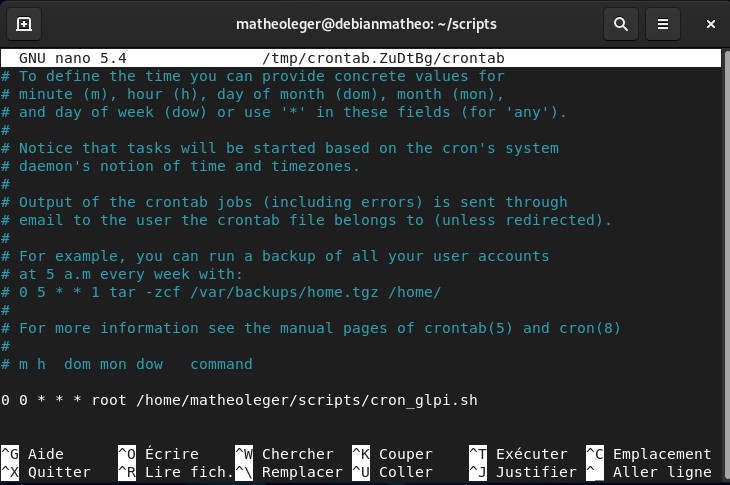 matheoleger@debianmatheo: ~/scripts
GNU nano 5.4 /tmp/crontab.ZuDtBg/crontab
# To define the time you can provide concrete values for
# minute (m), hour (h), day of month (dom), month (mon),
# and day of week (dow) or use '*' in these fields (for 'any').
#
# Notice that tasks will be started based on the cron's system
# daemon's notion of time and timezones.
#
# Output of the crontab jobs (including errors) is sent through
# email to the user the crontab file belongs to (unless redirected).
#
# For example, you can run a backup of all your user accounts
# at 5 a.m every week with:
# 0 5 * * 1 tar -zcf /var/backups/home.tgz /home/
#
# For more information see the manual pages of crontab(5) and cron(8)
#
# m h  dom mon dow   command
0 0 * * * root /home/matheoleger/scripts/cron_glpi.sh
^G Aide ^O Écrire ^W Chercher ^K Couper ^T Exécuter ^C Emplacement
^X Quitter ^R Lire fich. ^\ Remplacer ^U Coller ^J Justifier ^_ Aller ligne